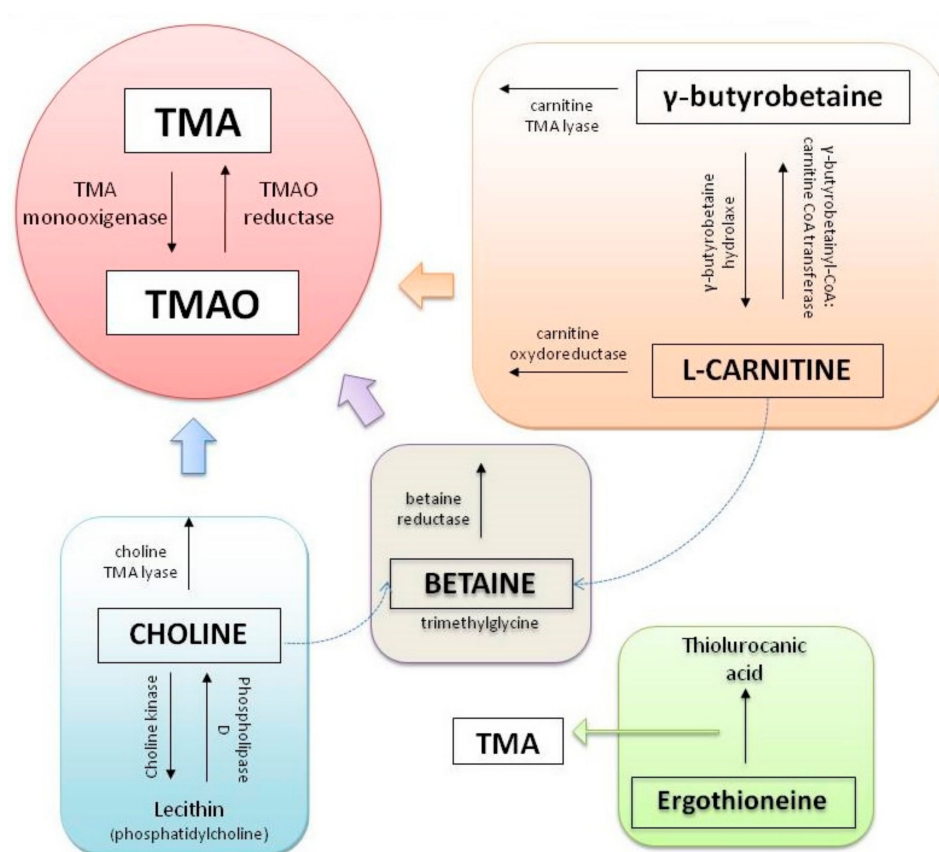 TMA
TMA
monooxigenase
TMAO
reductase
TMAO
carnitine
TMA lyase
γ-butyrobetaine
γ-butyrobetaine
hydrolaxe
γ-butyrobetainyl-CoA:
carnitine CoA transferase
carnitine
oxydoreductase
L-CARNITINE
betaine
reductase
BETAINE
trimethylglycine
choline
TMA lyase
CHOLINE
Choline kinase
Phospholipase
D
Lecithin
(phosphatidylcholine)
Thiolurocanic
acid
TMA
Ergothioneine